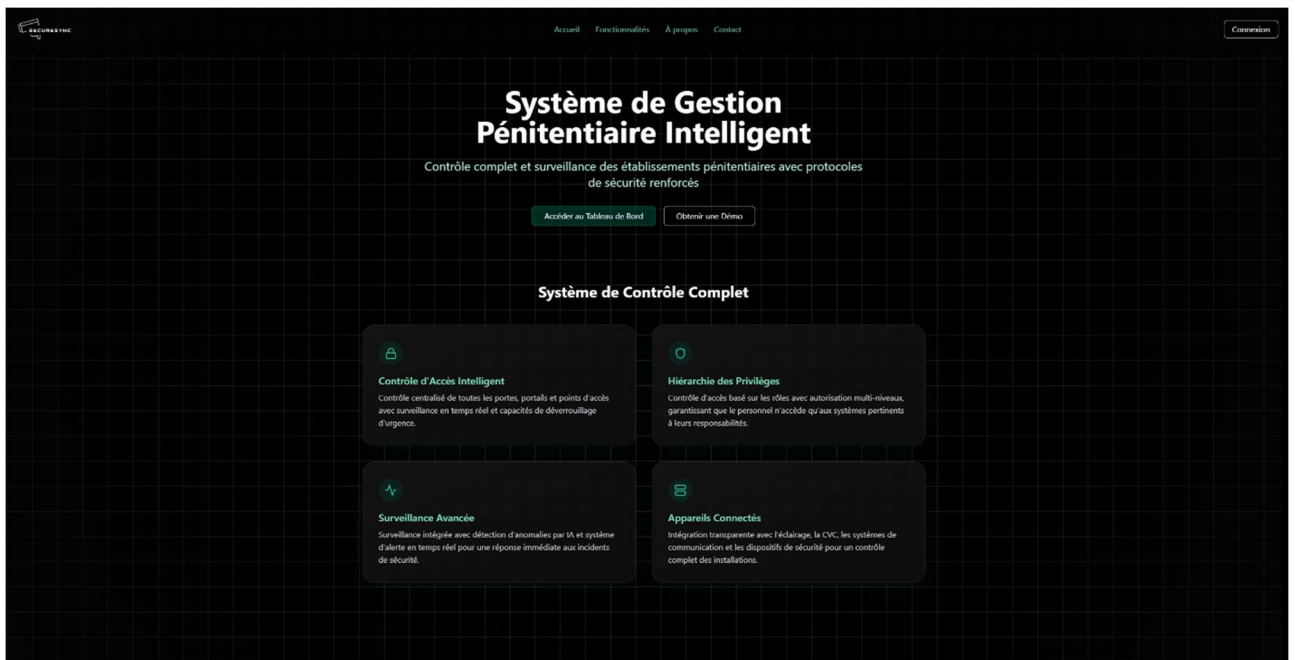 SECURESYNC
Accueil Fonctionnalités À propos Contact
Connexion
Système de Gestion
Pénitentiaire Intelligent
Contrôle complet et surveillance des établissements pénitentiaires avec protocoles
de sécurité renforcés
Accéder au Tableau de Bord
Obtenir une Démo
Système de Contrôle Complet
Contrôle d'Accès Intelligent
Contrôle centralisé de toutes les portes, portails et points d'accès
avec surveillance en temps réel et capacités de déverrouillage
d'urgence.
Hiérarchie des Privilèges
Contrôle d'accès basé sur les rôles avec autorisation multi-niveaux,
garantissant que le personnel n'accède qu'aux systèmes pertinents
à leurs responsabilités.
Surveillance Avancée
Surveillance intégrée avec détection d'anomalies par IA et système
d'alerte en temps réel pour une réponse immédiate aux incidents
de sécurité.
Appareils Connectés
Intégration transparente avec l'éclairage, la CVC, les systèmes de
communication et les dispositifs de sécurité pour un contrôle
complet des installations.